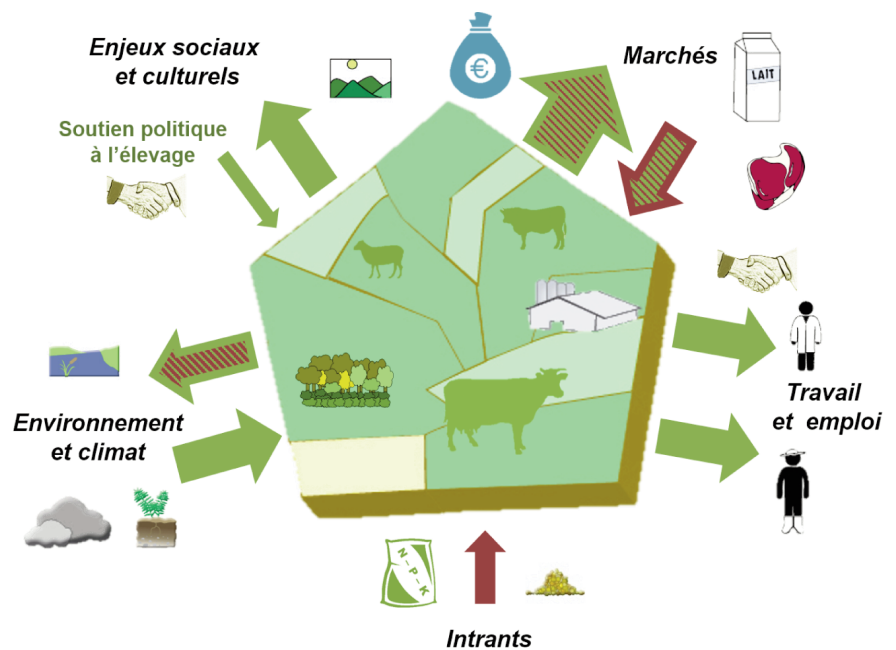 Enjeux sociaux
et culturels
Marchés
LAIT
Soutien politique
à l'élevage
€
Environnement
et climat
Travail
et emploi
N-P-K
Intrants